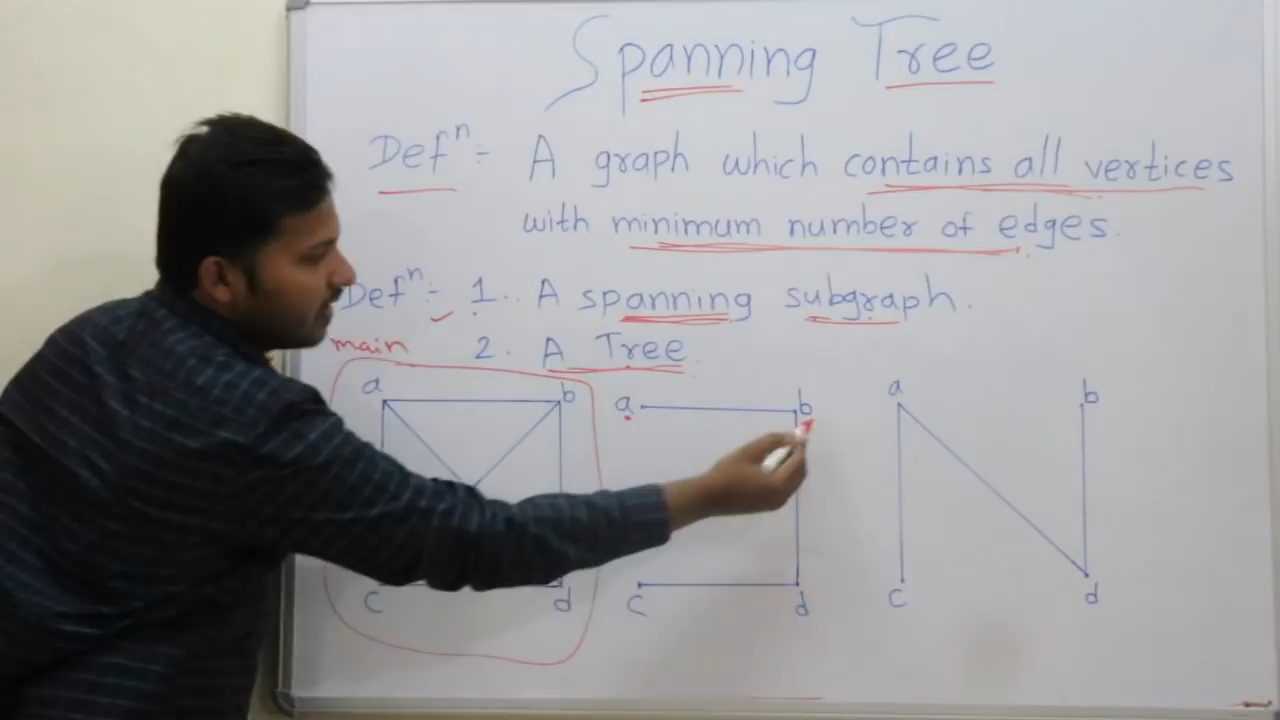 Spanning Tree
Defⁿ:- A graph which contains all vertices
with minimum number of edges.
Defⁿ:- 1. A spanning subgraph.
2. A Tree
main
a b a b a b
c d c d c d